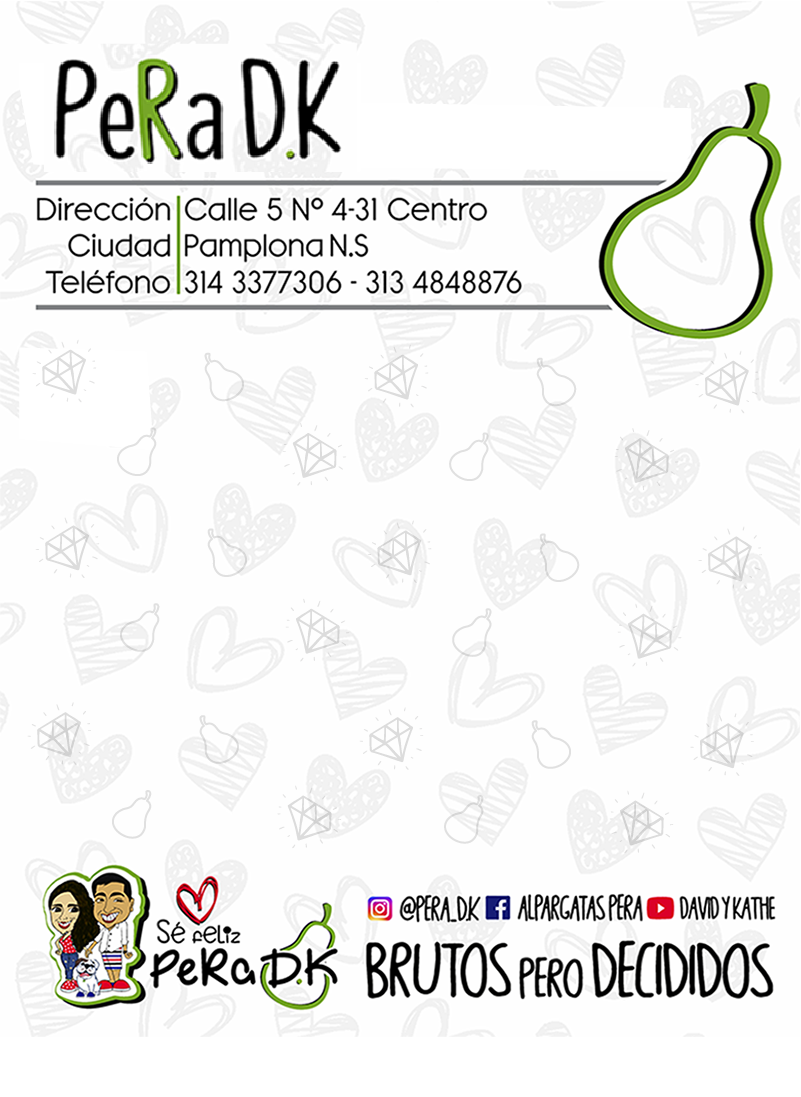 PeRa D.K
Dirección Calle 5 Nº 4-31 Centro
Ciudad Pamplona N.S
Teléfono 314 3377306 - 313 4848876
@PERA_DK ALPARGATAS PERA DAVID Y KATHE
Sé feliz
PeRa D.K
BRUTOS PERO DECIDIDOS